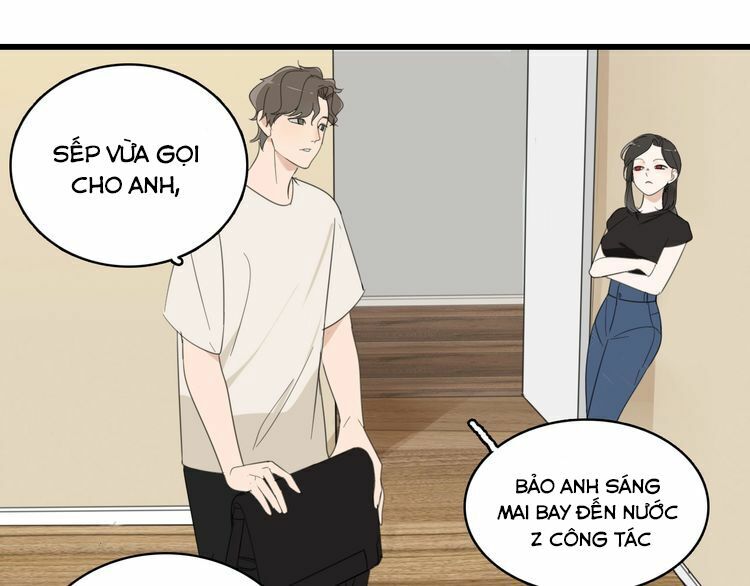 SẾP VỪA GỌI
CHO ANH,
BẢO ANH SÁNG
MAI BAY ĐẾN NƯỚC
Z CÔNG TÁC